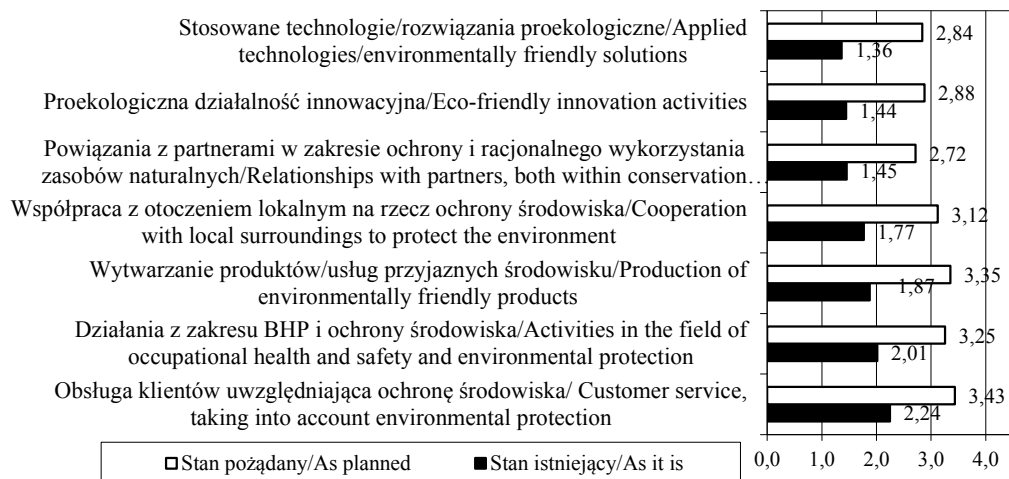 Stosowane technologie/rozwiązania proekologiczne/Applied
technologies/environmentally friendly solutions
2,84
1,36
Proekologiczna działalność innowacyjna/Eco-friendly innovation activities
2,88
1,44
Powiązania z partnerami w zakresie ochrony i racjonalnego wykorzystania
zasobów naturalnych/Relationships with partners, both within conservation…
2,72
1,45
Współpraca z otoczeniem lokalnym na rzecz ochrony środowiska/Cooperation
with local surroundings to protect the environment
3,12
1,77
Wytwarzanie produktów/usług przyjaznych środowisku/Production of
environmentally friendly products
3,35
1,87
Działania z zakresu BHP i ochrony środowiska/Activities in the field of
occupational health and safety and environmental protection
3,25
2,01
Obsługa klientów uwzględniająca ochronę środowiska/ Customer service,
taking into account environmental protection
3,43
2,24
Stan pożądany/As planned Stan istniejący/As it is
0,0 1,0 2,0 3,0 4,0